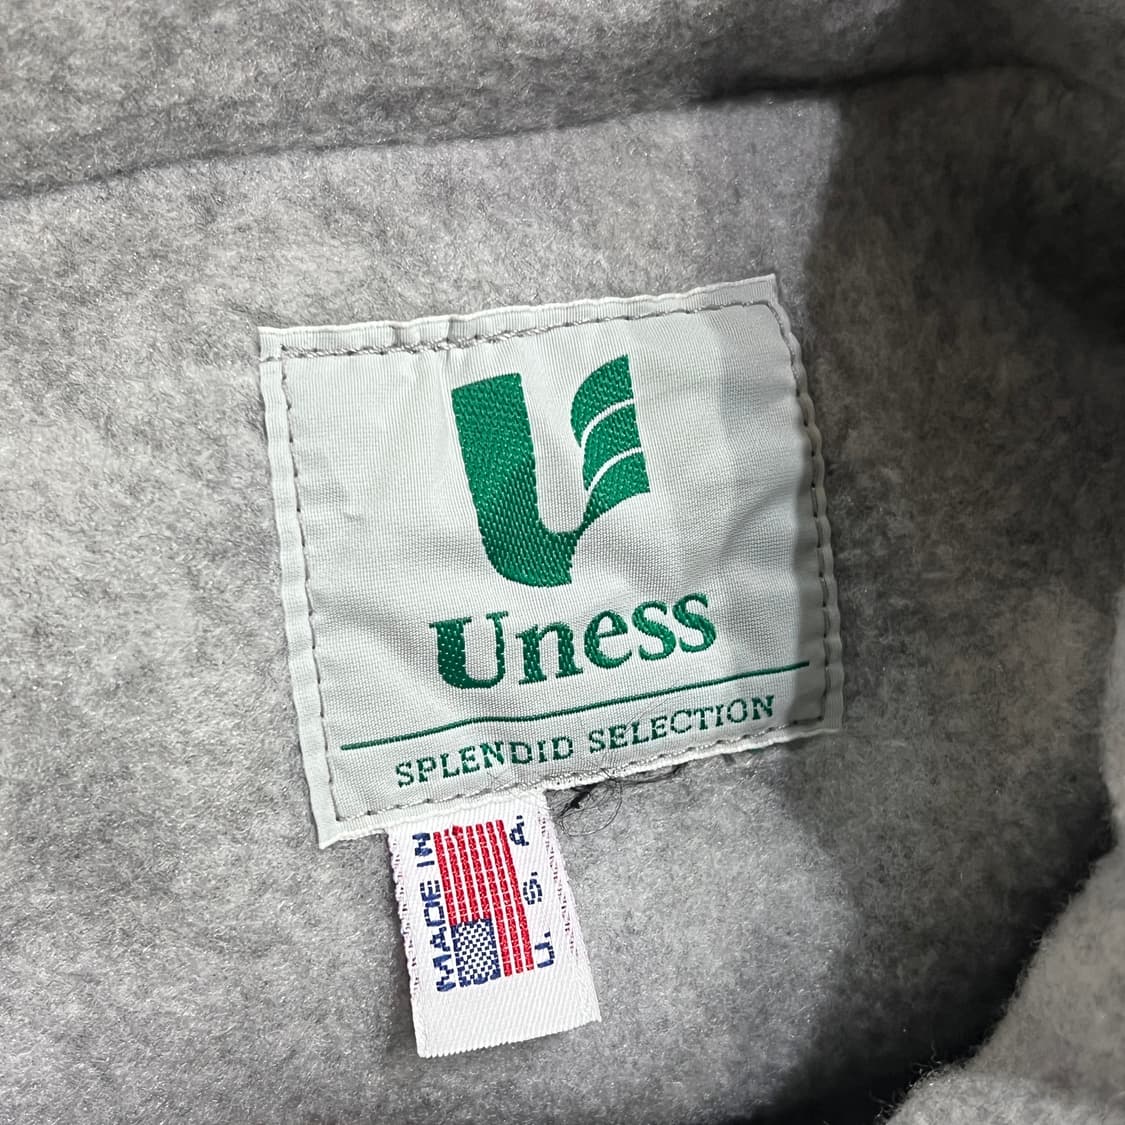 Uness
SPLENDID SELECTION
MADE IN
U.S.A.